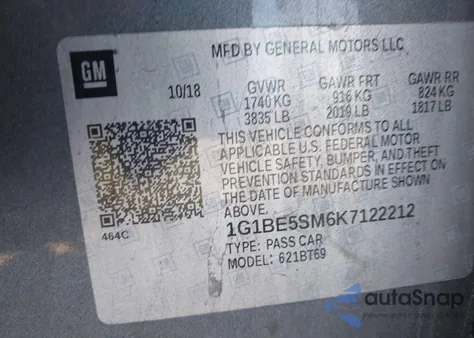 GM
MFD BY GENERAL MOTORS LLC
10/18
GVWR GAWR FRT GAWR RR
1740 KG 916 KG 824 KG
3835 LB 2019 LB 1817 LB
THIS VEHICLE CONFORMS TO ALL
APPLICABLE U.S. FEDERAL MOTOR
VEHICLE SAFETY, BUMPER, AND THEFT
PREVENTION STANDARDS IN EFFECT ON
THE DATE OF MANUFACTURE SHOWN
ABOVE.
464C
1G1BE5SM6K7122212
TYPE: PASS CAR
MODEL: 621BT69
autoSnap